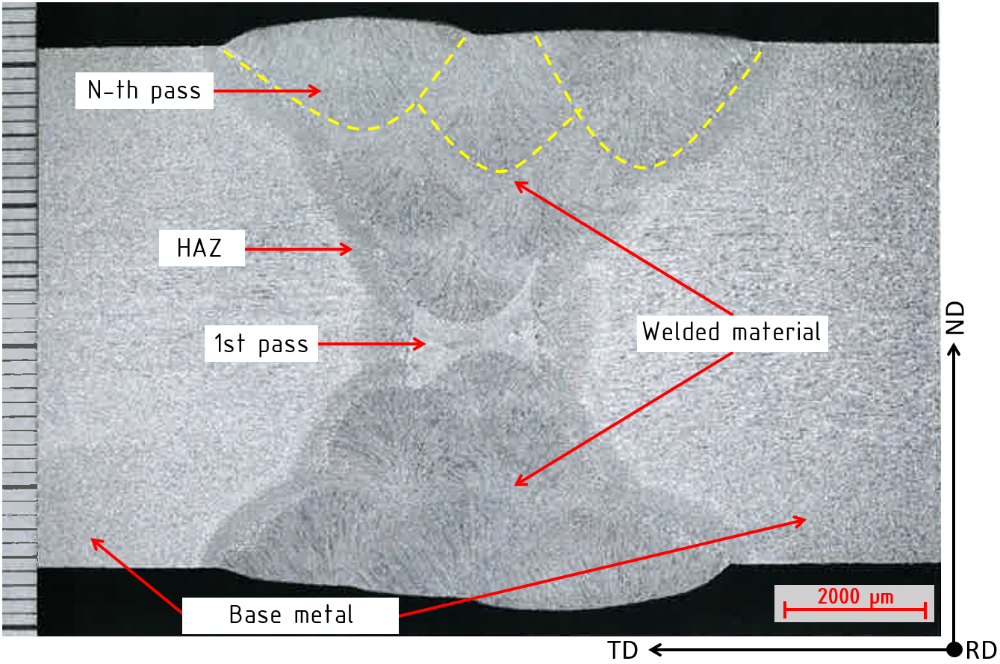 N-th pass
HAZ
1st pass
Welded material
ND
Base metal
2000 µm
TD
RD